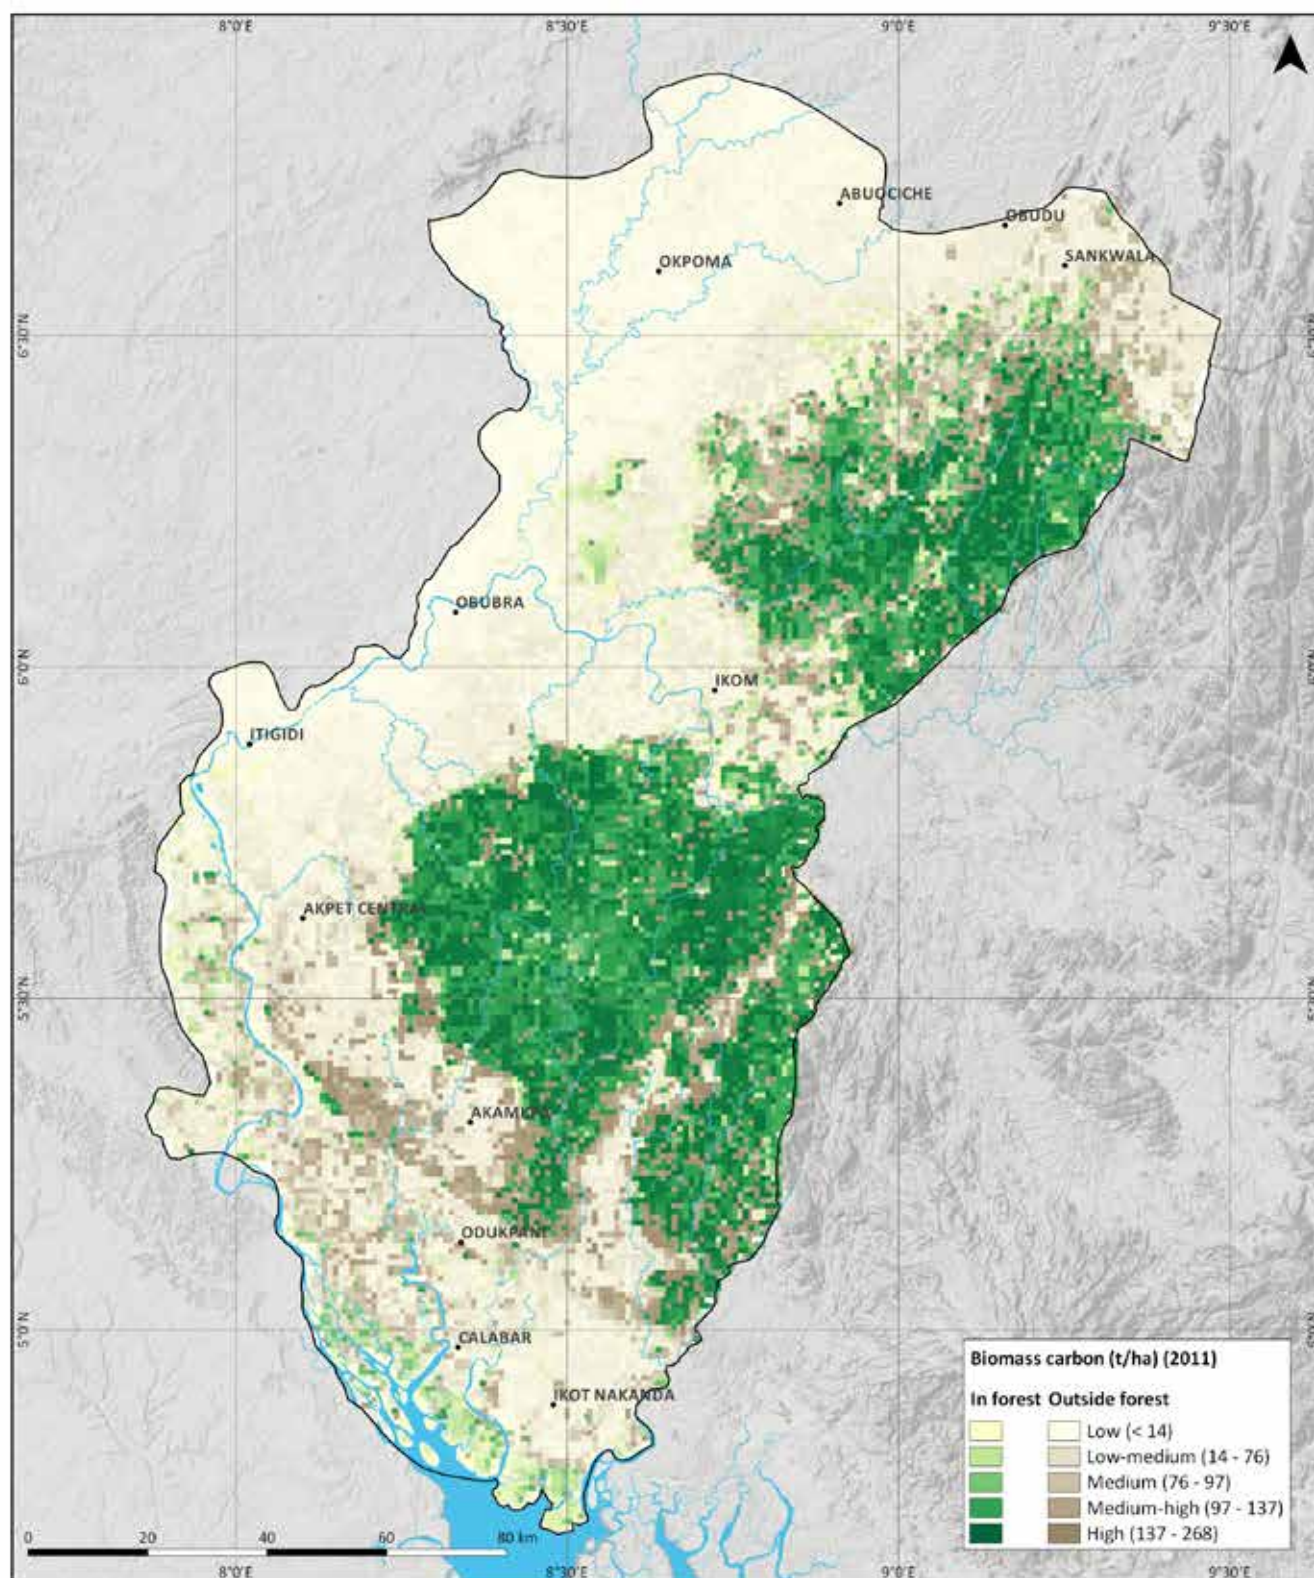 8°0'E 8°30'E 9°0'E 9°30'E
ABUOCICHE
OBUDU
SANKWALA
OKPOMA
6°30'N
OBUBRA
6°0'N 6°0'N
IKOM
ITIGIDI
AKPET CENTRAL
5°30'N
ODUKPANI
5°0'N
CALABAR
IKOT NAKANDA
Biomass carbon (t/ha) (2011)
In forest Outside forest
Low (< 14)
Low-medium (14 - 76)
Medium (76 - 97)
Medium-high (97 - 137)
High (137 - 268)
0 20 40 60 80 km
8°0'E 8°30'E 9°0'E 9°30'E